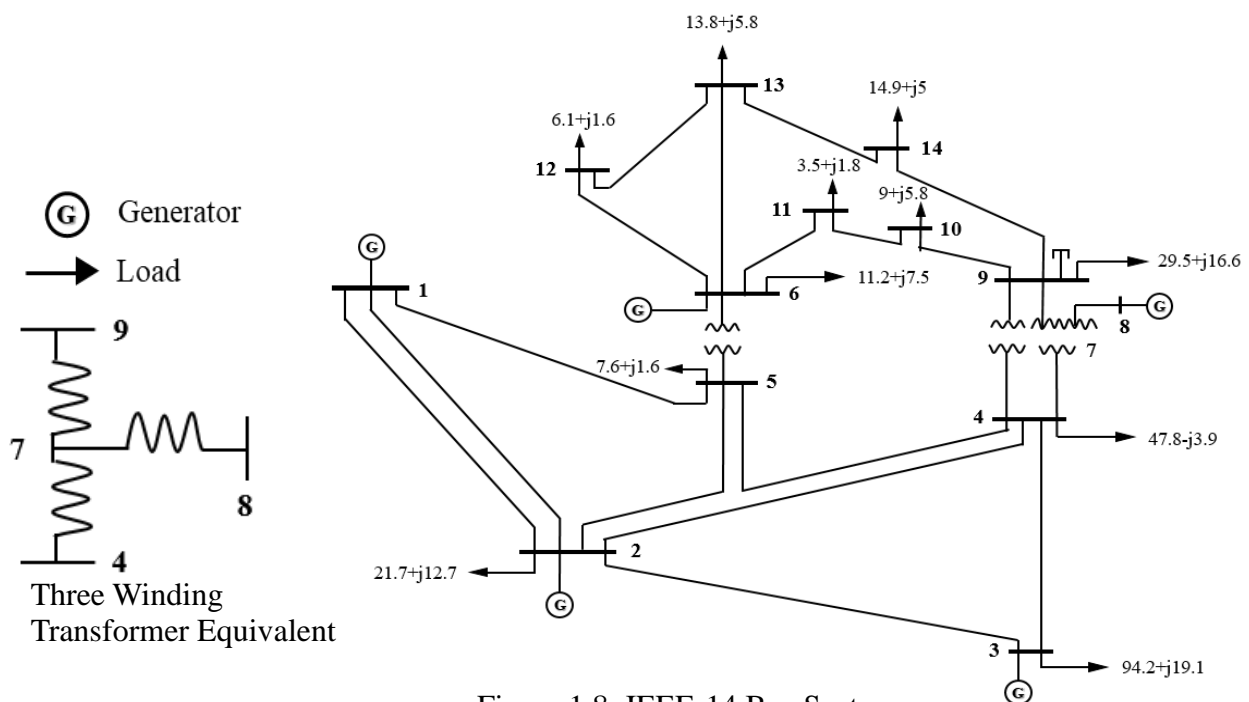 13.8+j5.8
13
14.9+j5
14
6.1+j1.6
12
3.5+j1.8
11
9+j5.8
10
G Generator
Load
G
1
29.5+j16.6
9
11.2+j7.5
6
G
8
G
7
7.6+j1.6
5
4
47.8-j3.9
9
7
8
4
Three Winding
Transformer Equivalent
2
21.7+j12.7
G
3
94.2+j19.1
G
IEEE 14 Bus